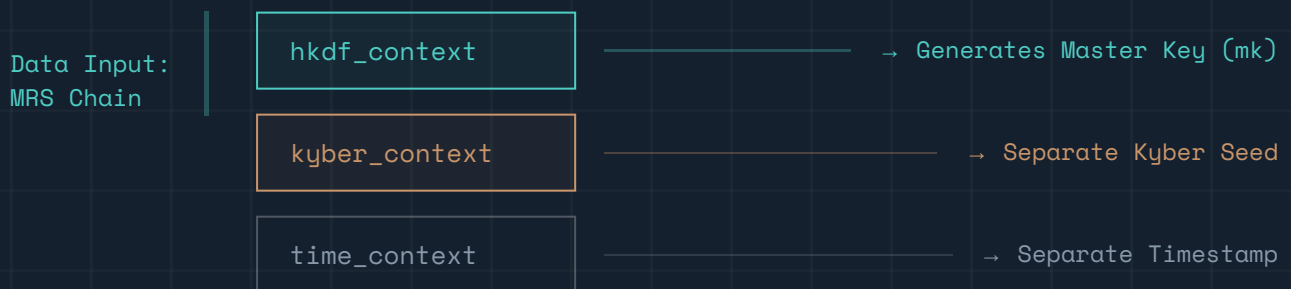 Data Input:
MRS Chain
hkdf_context
→ Generates Master Key (mk)
kyber_context
→ Separate Kyber Seed
time_context
→ Separate Timestamp